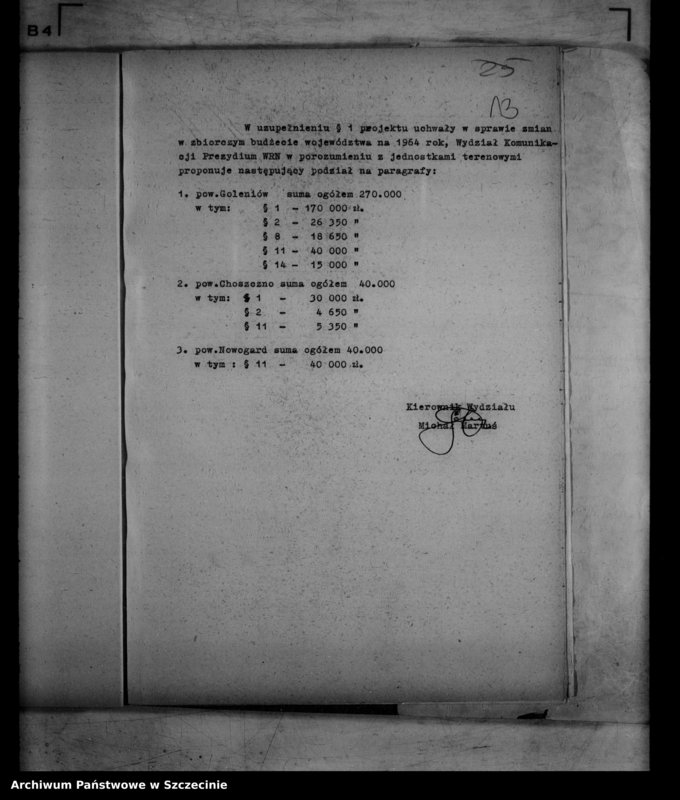 B4
25
13
W uzupełnieniu § 1 projektu uchwały w sprawie zmian
w zbiorczym budżecie województwa na 1964 rok, Wydział Komunika-
cji Prezydium WRN w porozumieniu z jednostkami terenowymi
proponuje następujący podział na paragrafy:
1. pow.Goleniów suma ogółem 270.000
w tym: § 1 - 170 000 zł.
§ 2 - 26 350 "
§ 8 - 18 650 "
§ 11 - 40 000 "
§ 14 - 15 000 "
2. pow.Choszczno suma ogółem 40.000
w tym: § 1 - 30 000 zł.
§ 2 - 4 650 "
§ 11 - 5 350 "
3. pow.Nowogard suma ogółem 40.000
w tym : § 11 - 40 000 zł.
Kierownik Wydziału
Michał
Archiwum Państwowe w Szczecinie